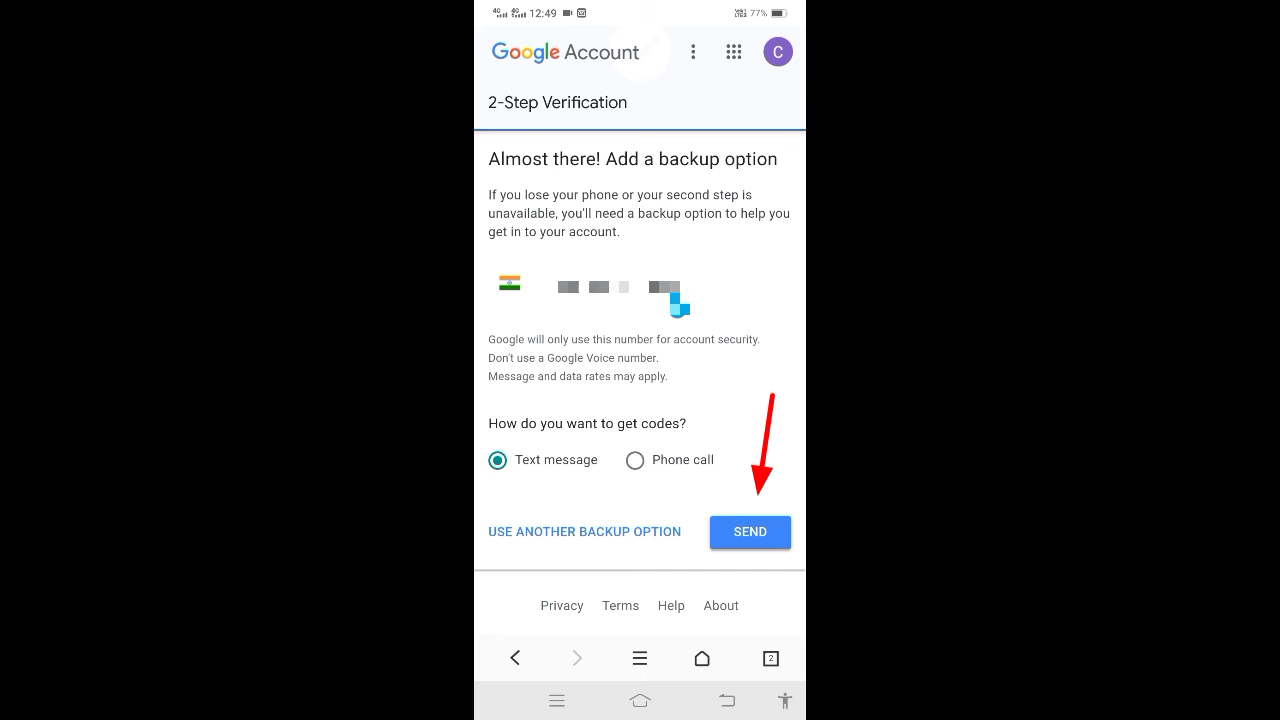 4G 4G 12:49 77%
Google Account C
2-Step Verification
Almost there! Add a backup option
If you lose your phone or your second step is
unavailable, you'll need a backup option to help you
get in to your account.
Google will only use this number for account security.
Don't use a Google Voice number.
Message and data rates may apply.
How do you want to get codes?
Text message Phone call
USE ANOTHER BACKUP OPTION SEND
Privacy Terms Help About
2